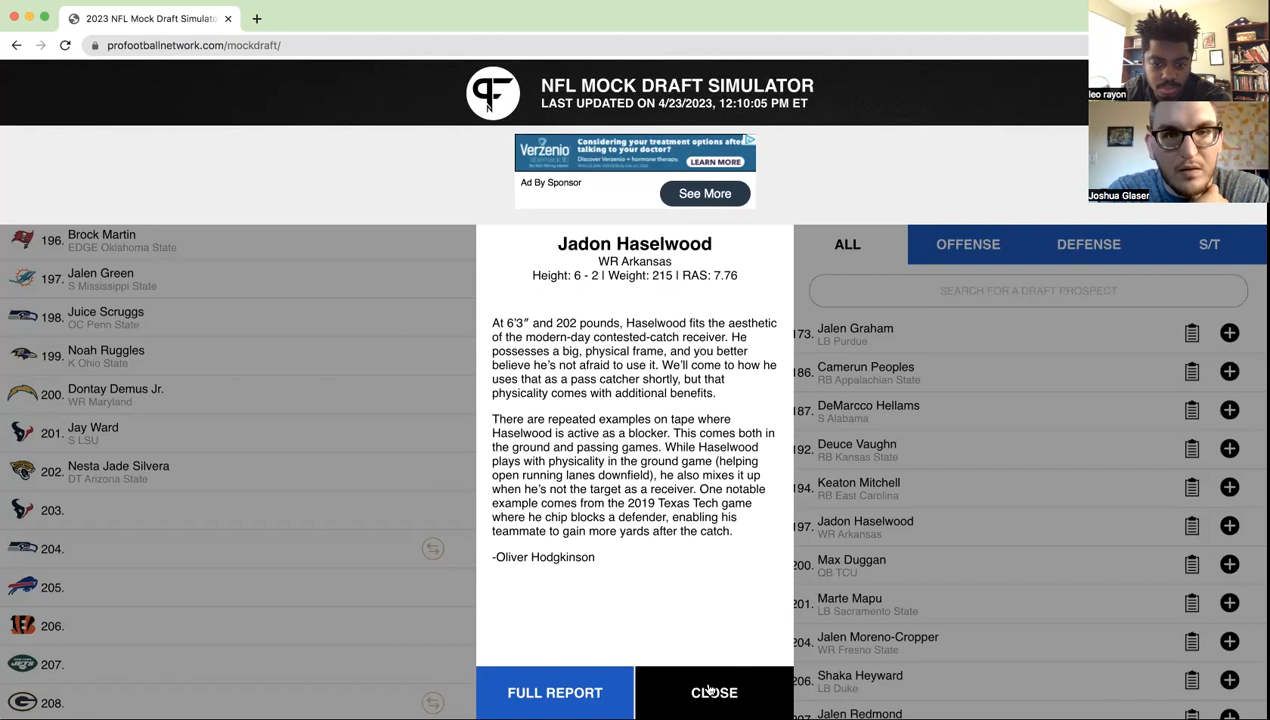 2023 NFL Mock Draft Simulato
profootballnetwork.com/mockdraft/
PF
N
NFL MOCK DRAFT SIMULATOR
LAST UPDATED ON 4/23/2023, 12:10:05 PM ET
leo rayon
Joshua Glaser
Verzenio
Considering your treatment options after
talking to your doctor?
Discover Verzenio + hormone therapy.
LEARN MORE
Ad By Sponsor
See More
196. Brock Martin
EDGE Oklahoma State
197. Jalen Green
S Mississippi State
198. Juice Scruggs
OC Penn State
199. Noah Ruggles
K Ohio State
200. Dontay Demus Jr.
WR Maryland
201. Jay Ward
S LSU
202. Nesta Jade Silvera
DT Arizona State
203.
204.
205.
206.
207.
208.
Jadon Haselwood
WR Arkansas
Height: 6 - 2 | Weight: 215 | RAS: 7.76
At 6'3″ and 202 pounds, Haselwood fits the aesthetic
of the modern-day contested-catch receiver. He
possesses a big, physical frame, and you better
believe he's not afraid to use it. We'll come to how he
uses that as a pass catcher shortly, but that
physicality comes with additional benefits.
There are repeated examples on tape where
Haselwood is active as a blocker. This comes both in
the ground and passing games. While Haselwood
plays with physicality in the ground game (helping
open running lanes downfield), he also mixes it up
when he's not the target as a receiver. One notable
example comes from the 2019 Texas Tech game
where he chip blocks a defender, enabling his
teammate to gain more yards after the catch.
-Oliver Hodgkinson
FULL REPORT
CLOSE
ALL
OFFENSE
DEFENSE
S/T
SEARCH FOR A DRAFT PROSPECT
173. Jalen Graham
LB Purdue
186. Camerun Peoples
RB Appalachian State
187. DeMarcco Hellams
S Alabama
192. Deuce Vaughn
RB Kansas State
194. Keaton Mitchell
RB East Carolina
197. Jadon Haselwood
WR Arkansas
200. Max Duggan
QB TCU
201. Marte Mapu
LB Sacramento State
204. Jalen Moreno-Cropper
WR Fresno State
206. Shaka Heyward
LB Duke
Jalen Redmond